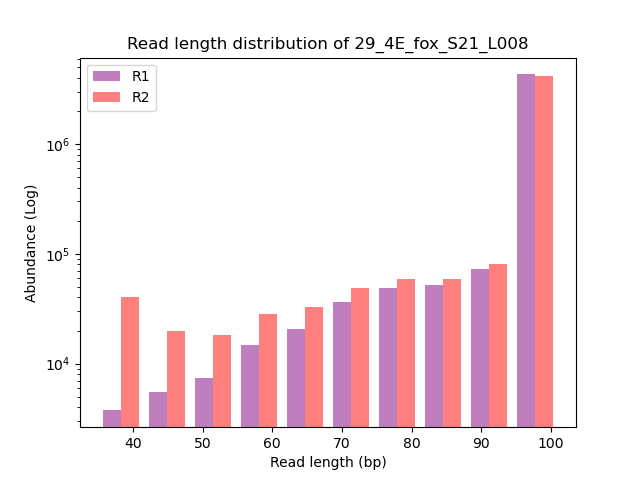 Read length distribution of 29_4E_fox_S21_L008
R1
R2
Abundance (Log)
10^6
10^5
10^4
40 50 60 70 80 90 100
Read length (bp)